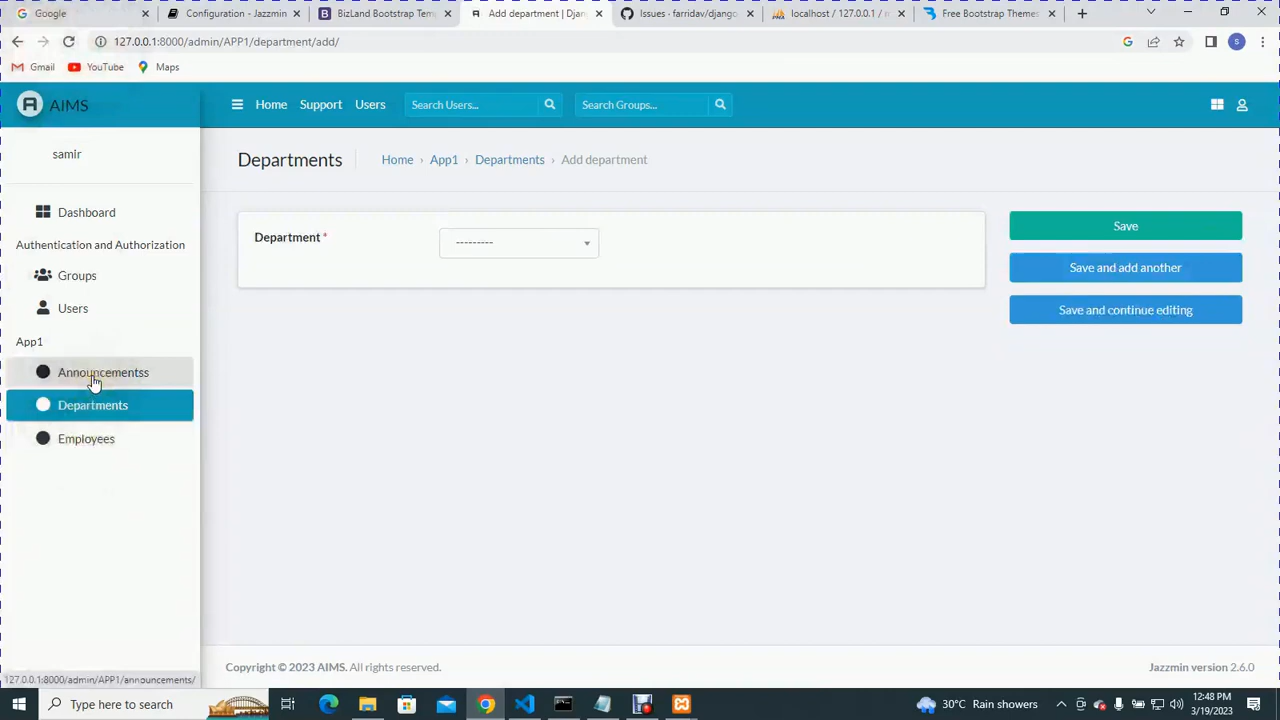 Google
Configuration - Jazzmin
BizLand Bootstrap Tem
Add department | Djan
Issues - farridav/django
localhost / 127.0.0.1 / r
Free Bootstrap Themes
127.0.0.1:8000/admin/APP1/department/add/
S
Gmail
YouTube
Maps
A AIMS
Home
Support
Users
Search Users...
Search Groups...
samir
Departments
Home › App1 › Departments › Add department
Dashboard
Authentication and Authorization
Groups
Users
App1
Announcementss
Departments
Employees
Department *
---------
Save
Save and add another
Save and continue editing
Copyright © 2023 AIMS. All rights reserved.
Jazzmin version 2.6.0
127.0.0.1:8000/admin/APP1/announcements/
Type here to search
30°C Rain showers
12:48 PM
3/19/2023